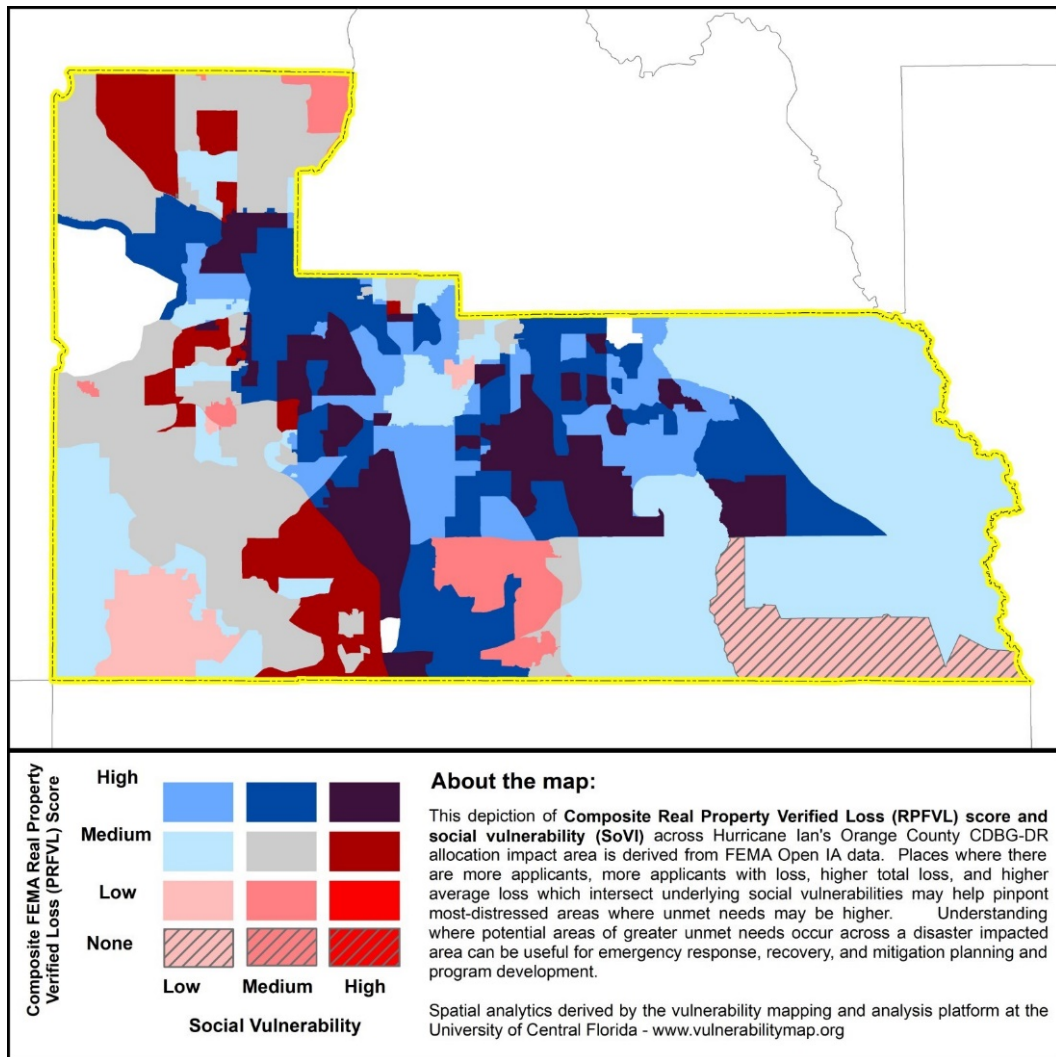 Composite FEMA Real Property
Verified Loss (PRFVL) Score
High
Medium
Low
None
Low Medium High
Social Vulnerability
About the map:
This depiction of Composite Real Property Verified Loss (RPFVL) score and
social vulnerability (SoVI) across Hurricane Ian's Orange County CDBG-DR
allocation impact area is derived from FEMA Open IA data. Places where there
are more applicants, more applicants with loss, higher total loss, and higher
average loss which intersect underlying social vulnerabilities may help pinpont
most-distressed areas where unmet needs may be higher. Understanding
where potential areas of greater unmet needs occur across a disaster impacted
area can be useful for emergency response, recovery, and mitigation planning and
program development.
Spatial analytics derived by the vulnerability mapping and analysis platform at the
University of Central Florida - www.vulnerabilitymap.org